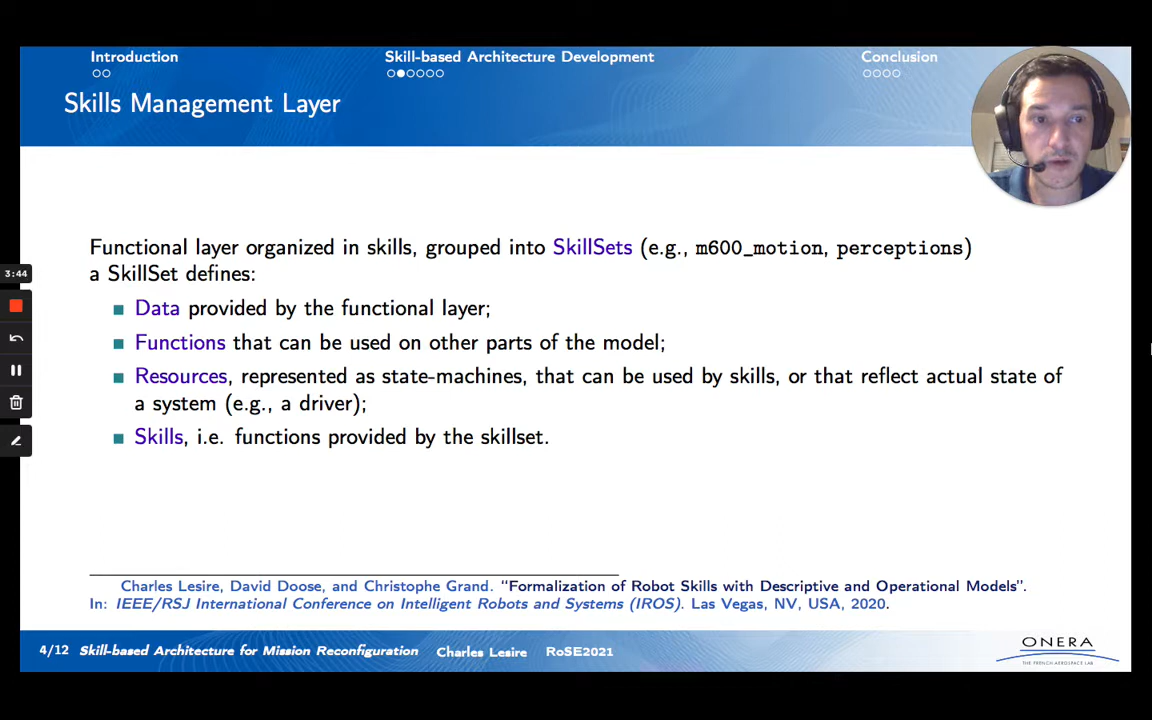 Introduction
Skill-based Architecture Development
Conclusion
Skills Management Layer
Functional layer organized in skills, grouped into SkillSets (e.g., m600_motion, perceptions)
a SkillSet defines:
Data provided by the functional layer;
Functions that can be used on other parts of the model;
Resources, represented as state-machines, that can be used by skills, or that reflect actual state of
a system (e.g., a driver);
Skills, i.e. functions provided by the skillset.
3:44
Charles Lesire, David Doose, and Christophe Grand. “Formalization of Robot Skills with Descriptive and Operational Models”.
In: IEEE/RSJ International Conference on Intelligent Robots and Systems (IROS). Las Vegas, NV, USA, 2020.
4/12 Skill-based Architecture for Mission Reconfiguration Charles Lesire RoSE2021
ONERA
THE FRENCH AEROSPACE LAB